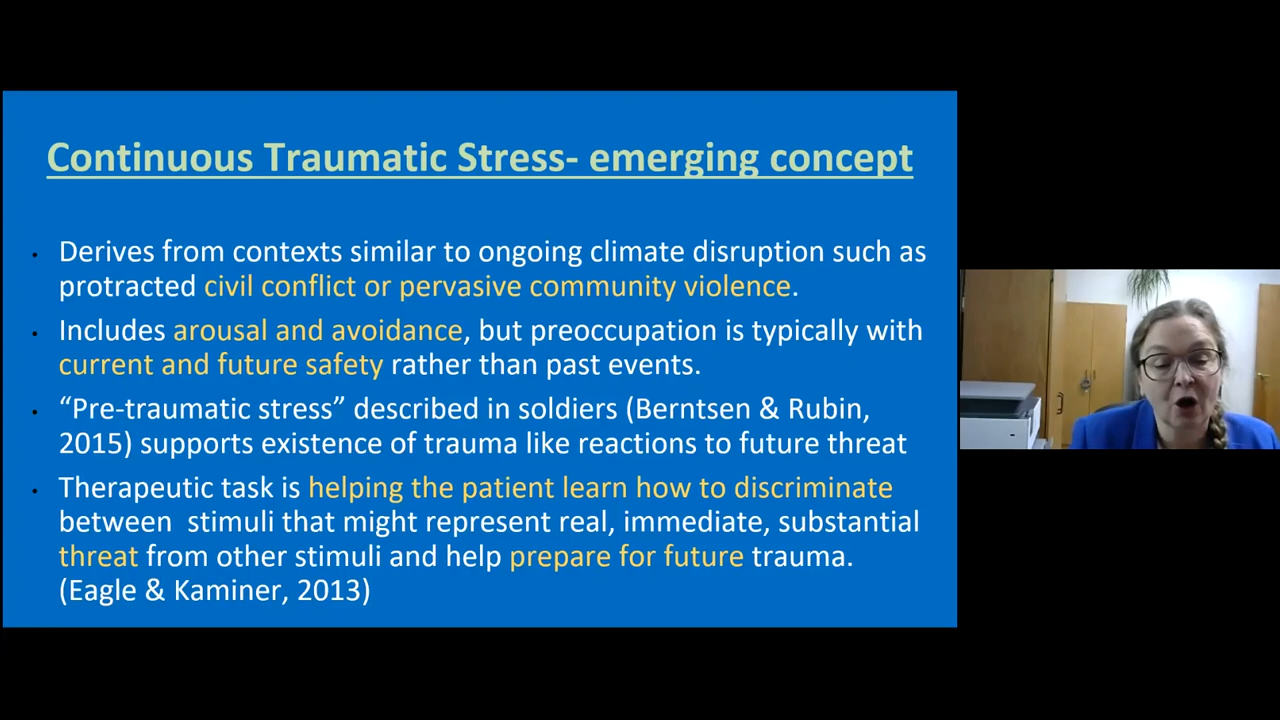 Continuous Traumatic Stress- emerging concept
• Derives from contexts similar to ongoing climate disruption such as
protracted civil conflict or pervasive community violence.
• Includes arousal and avoidance, but preoccupation is typically with
current and future safety rather than past events.
• “Pre-traumatic stress” described in soldiers (Berntsen & Rubin,
2015) supports existence of trauma like reactions to future threat
• Therapeutic task is helping the patient learn how to discriminate
between  stimuli that might represent real, immediate, substantial
threat from other stimuli and help prepare for future trauma.
(Eagle & Kaminer, 2013)